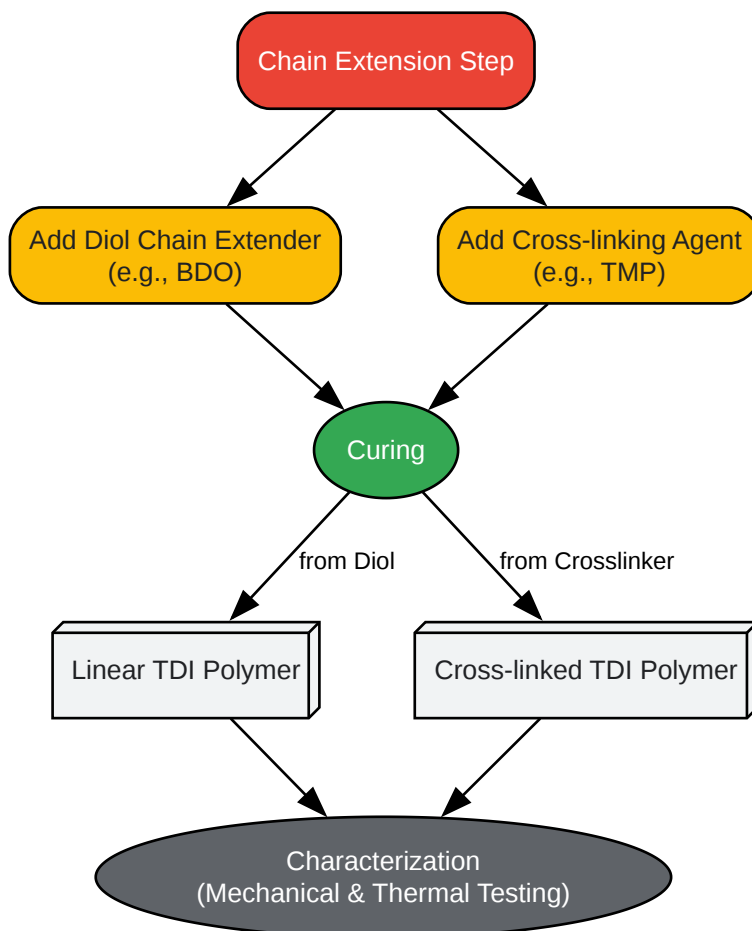 Chain Extension Step
Add Diol Chain Extender
(e.g., BDO)
Add Cross-linking Agent
(e.g., TMP)
Curing
from Diol
from Crosslinker
Linear TDI Polymer
Cross-linked TDI Polymer
Characterization
(Mechanical & Thermal Testing)